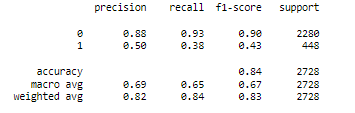 precision recall f1-score support
0 0.88 0.93 0.90 2280
1 0.50 0.38 0.43 448
accuracy 0.84 2728
macro avg 0.69 0.65 0.67 2728
weighted avg 0.82 0.84 0.83 2728